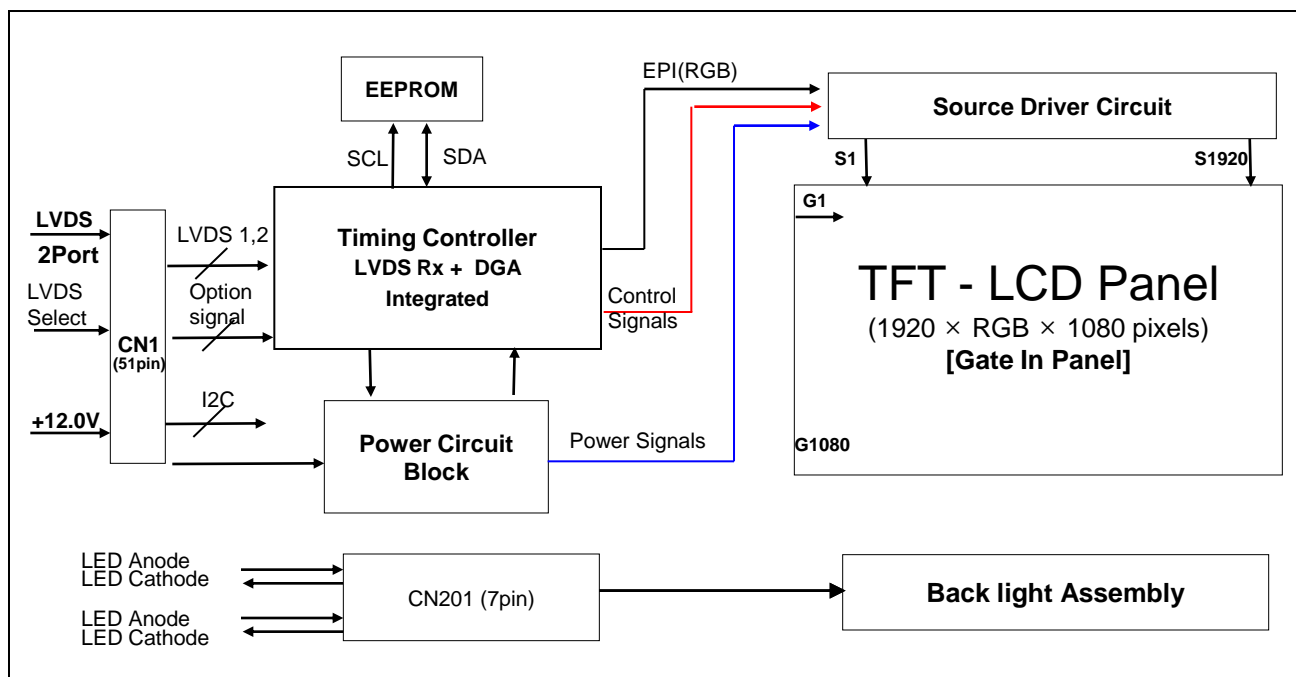 EEPROM
SCL
SDA
EPI(RGB)
Source Driver Circuit
S1
S1920
LVDS
2Port
LVDS
Select
+12.0V
CN1
(51pin)
LVDS 1,2
Option
signal
I2C
Timing Controller
LVDS Rx + DGA
Integrated
Control
Signals
Power Circuit
Block
Power Signals
G1
TFT - LCD Panel
(1920 × RGB × 1080 pixels)
[Gate In Panel]
G1080
LED Anode
LED Cathode
LED Anode
LED Cathode
CN201 (7pin)
Back light Assembly